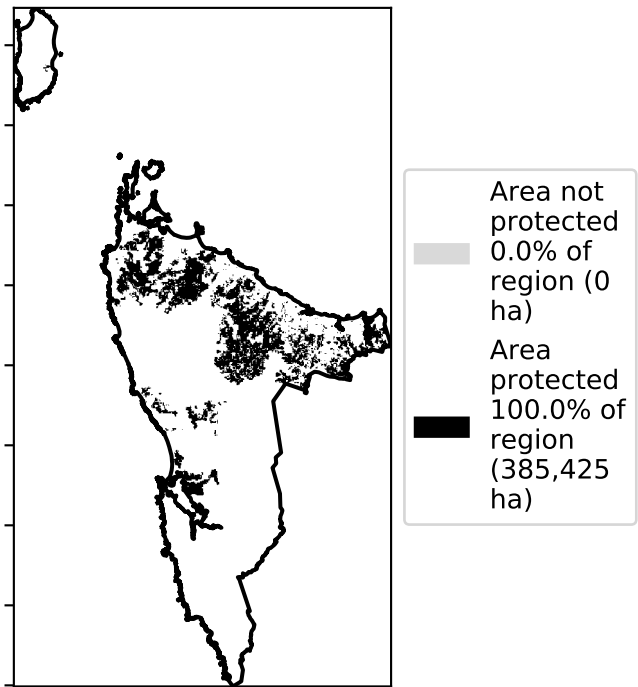 Area not
protected
0.0% of
region (0
ha)
Area
protected
100.0% of
region
(385,425
ha)